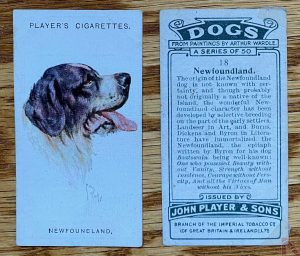 PLAYER'S CIGARETTES.
NEWFOUNDLAND.
DOGS
FROM PAINTINGS BY ARTHUR WARDLE
A SERIES OF 50
18
Newfoundland.
The origin of the Newfoundland
dog is not known with cer-
tainty, and though probably
not originally a native of the
Island, the wonderful New-
foundland character has been
developed by selective breeding on
the part of the early settlers.
Landseer in Art, and Burns,
Dickens and Byron in Litera-
ture have immortalized the
Newfoundland, the epitaph
written by Byron for his dog
Boatswain being well-known:
One who possessed Beauty with-
out Vanity, Strength without
Insolence, Courage without Fero-
city, And all the Virtues of Man
without his Vices.
ISSUED BY
JOHN PLAYER & SONS
BRANCH OF THE IMPERIAL TOBACCO CO
(OF GREAT BRITAIN & IRELAND), LTD